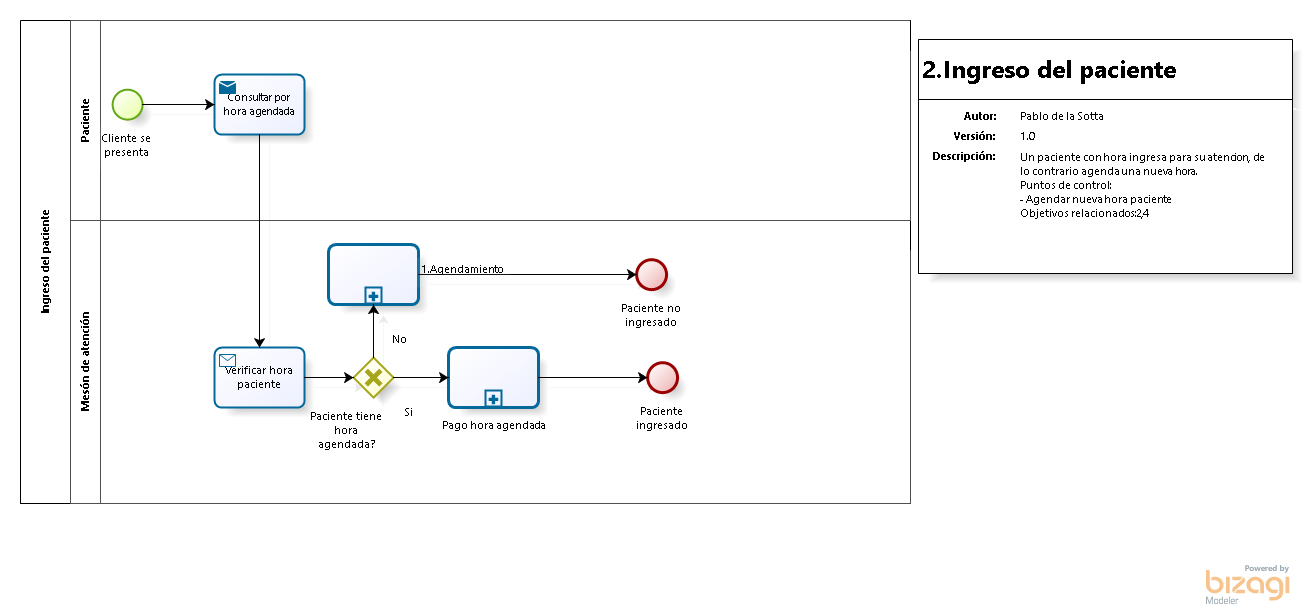 Ingreso del paciente
Paciente
Cliente se
presenta
Consultar por
hora agendada
Mesón de atención
Verificar hora
paciente
Paciente tiene
hora
agendada?
No
Si
1.Agendamiento
Paciente no
ingresado
Pago hora agendada
Paciente
ingresado
2.Ingreso del paciente
Autor: Pablo de la Sotta
Versión: 1.0
Descripción: Un paciente con hora ingresa para su atencion, de
lo contrario agenda una nueva hora.
Puntos de control:
- Agendar nueva hora paciente
Objetivos relacionados:2,4
Powered by
bizagi
Modeler